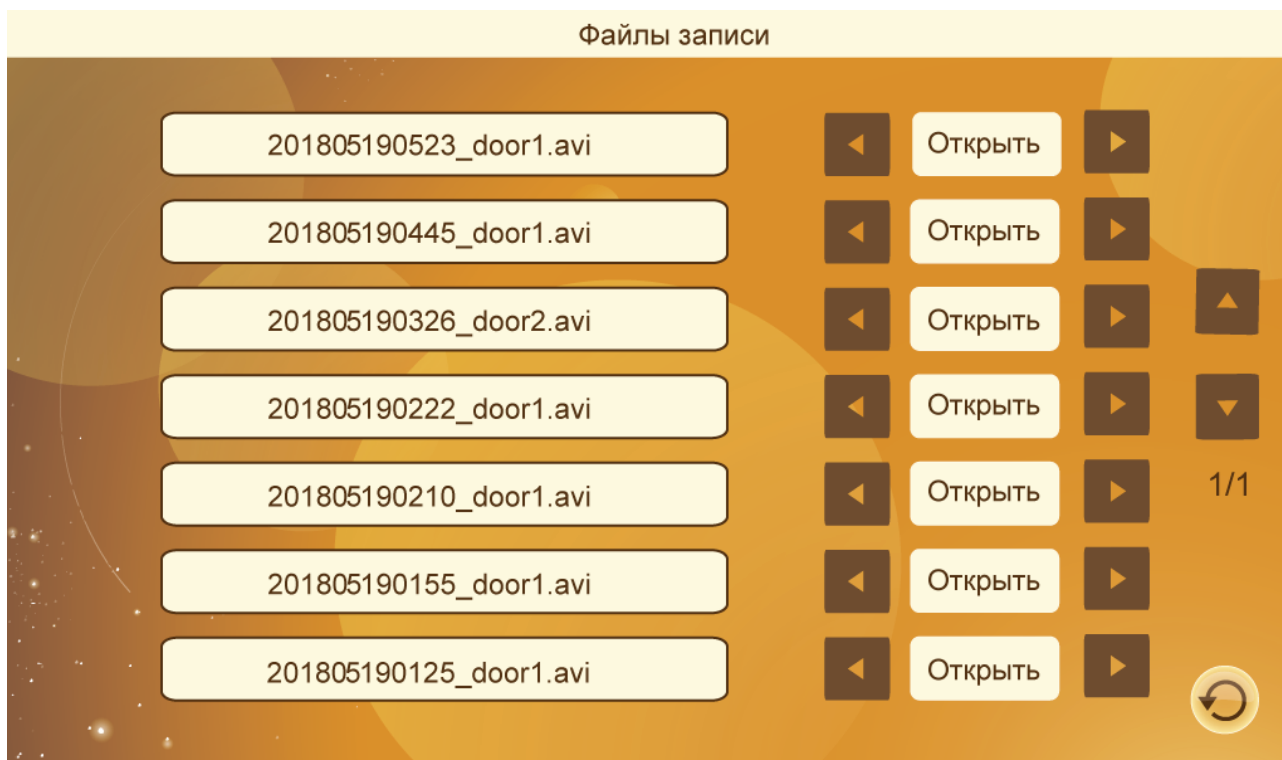 Файлы записи
201805190523_door1.avi Открыть
201805190445_door1.avi Открыть
201805190326_door2.avi Открыть
201805190222_door1.avi Открыть
201805190210_door1.avi Открыть
1/1
201805190155_door1.avi Открыть
201805190125_door1.avi Открыть